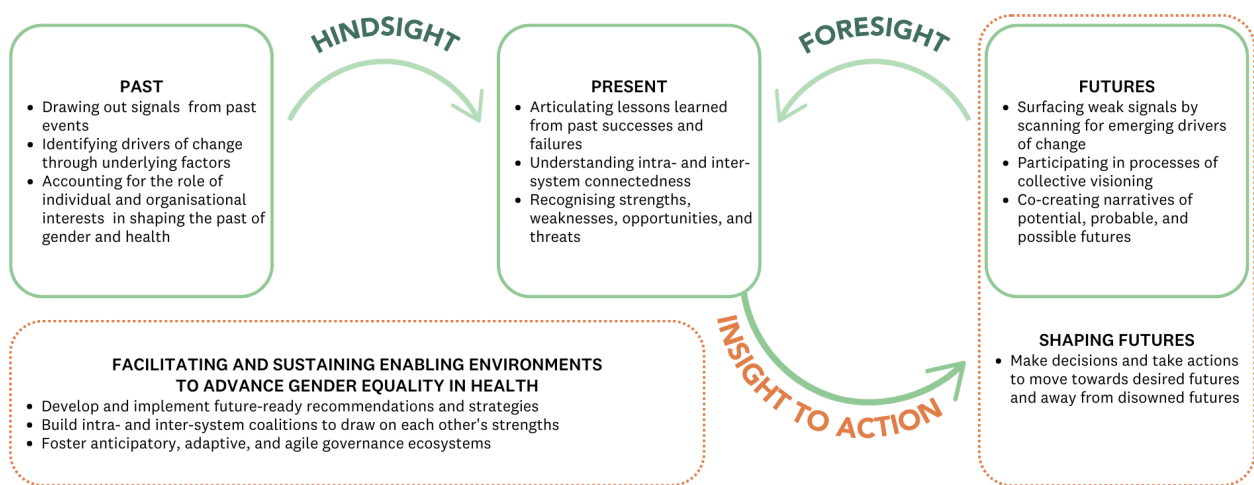 HINDSIGHT
FORESIGHT
PAST
• Drawing out signals from past
events
• Identifying drivers of change
through underlying factors
• Accounting for the role of
individual and organisational
interests in shaping the past of
gender and health
PRESENT
• Articulating lessons learned
from past successes and
failures
• Understanding intra- and inter-
system connectedness
• Recognising strengths,
weaknesses, opportunities, and
threats
FUTURES
• Surfacing weak signals by
scanning for emerging drivers
of change
• Participating in processes of
collective visioning
• Co-creating narratives of
potential, probable, and
possible futures
INSIGHT TO ACTION
SHAPING FUTURES
• Make decisions and take actions
to move towards desired futures
and away from disowned futures
FACILITATING AND SUSTAINING ENABLING ENVIRONMENTS
TO ADVANCE GENDER EQUALITY IN HEALTH
• Develop and implement future-ready recommendations and strategies
• Build intra- and inter-system coalitions to draw on each other's strengths
• Foster anticipatory, adaptive, and agile governance ecosystems